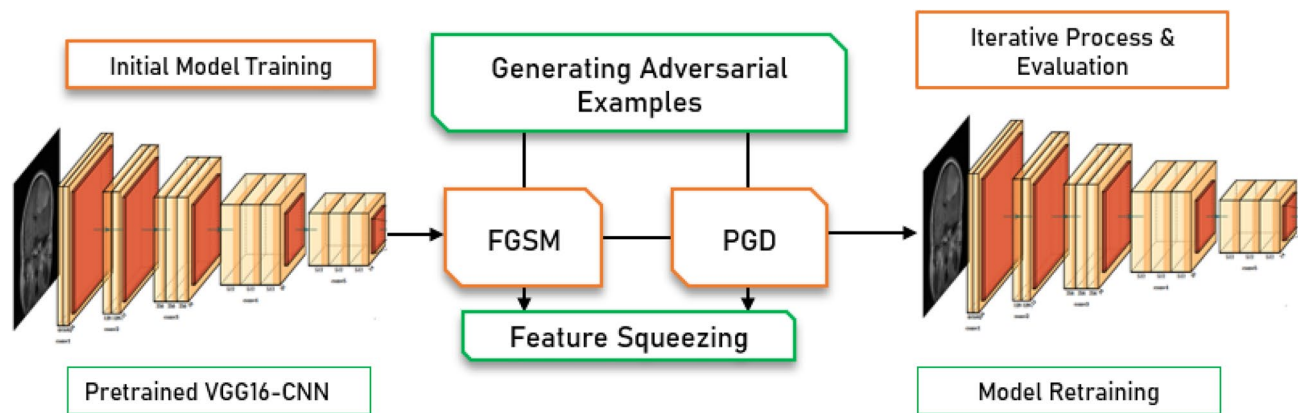 Initial Model Training
Generating Adversarial
Examples
Iterative Process &
Evaluation
FGSM
PGD
Feature Squeezing
Pretrained VGG16-CNN
Model Retraining